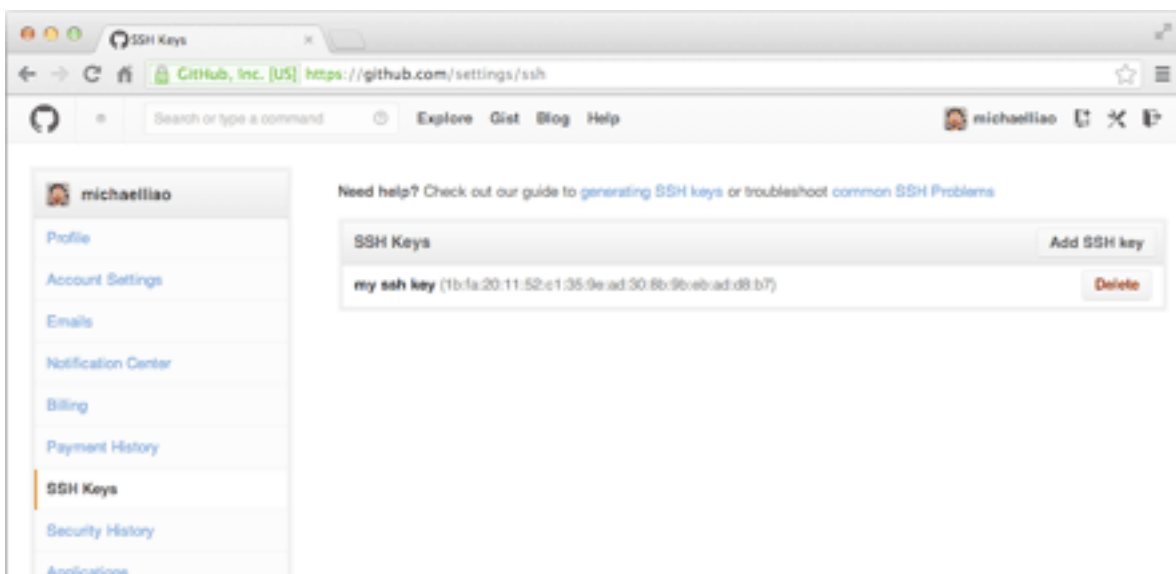 SSH Keys
GitHub, Inc. [US] https://github.com/settings/ssh
Search or type a command Explore Gist Blog Help michaelliao
michaelliao
Need help? Check out our guide to generating SSH keys or troubleshoot common SSH Problems
Profile
SSH Keys Add SSH key
Account Settings
my ssh key (1b:fa:20:11:52:c1:35:9e:ad:30:8b:9b:eb:ad:d8:b7) Delete
Emails
Notification Center
Billing
Payment History
SSH Keys
Security History
Applications